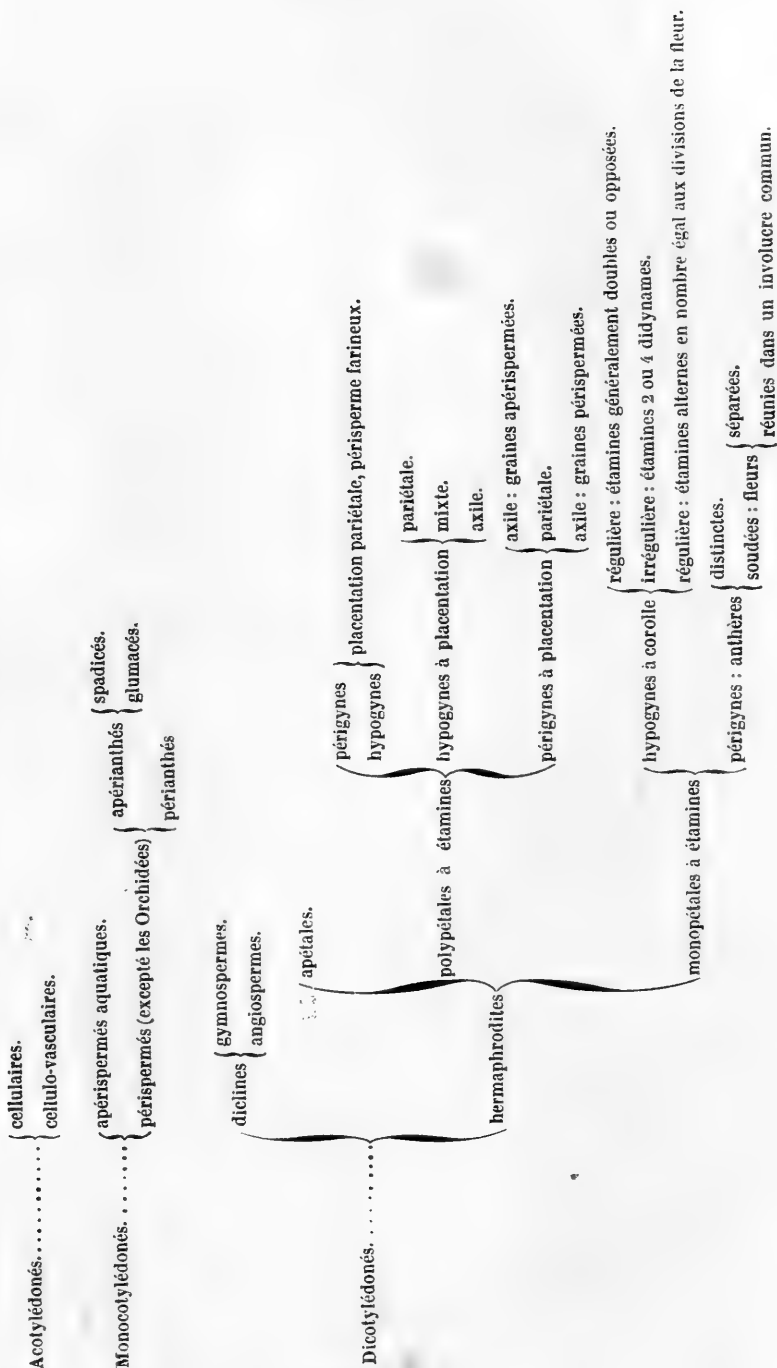 Acotylédonés............
cellulaires.
cellulo-vasculaires.
Monocotylédonés........
apérispermés aquatiques.
périspermés (excepté les Orchidées)
apérianthés
spadicés.
glumacés.
périanthés
Dicotylédonés..........
diclines
gymnospermes.
angiospermes.
hermaphrodites
apétales.
polypétales à étamines
périgynes
hypogynes
placentation pariétale, périsperme farineux.
hypogynes à placentation
pariétale.
mixte.
axile.
périgynes à placentation
axile : graines apérispermées.
pariétale.
axile : graines périspermées.
monopétales à étamines
hypogynes à corolle
régulière : étamines généralement doubles ou opposées.
irrégulière : étamines 2 ou 4 didynames.
régulière : étamines alternes en nombre égal aux divisions de la fleur.
périgynes : anthères
distinctes.
soudées : fleurs
séparées.
réunies dans un involucre commun.